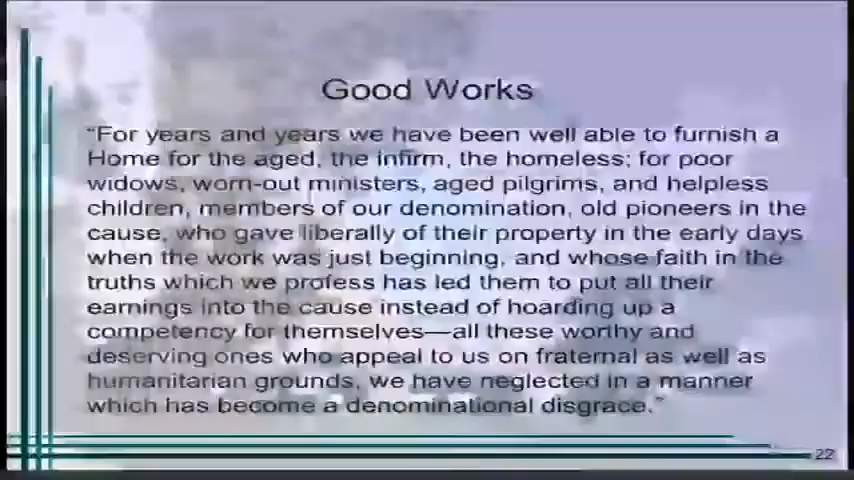 Good Works
"For years and years we have been well able to furnish a
Home for the aged, the infirm, the homeless; for poor
widows, worn-out ministers, aged pilgrims, and helpless
children, members of our denomination, old pioneers in the
cause, who gave liberally of their property in the early days
when the work was just beginning, and whose faith in the
truths which we profess has led them to put all their
earnings into the cause instead of hoarding up a
competency for themselves—all these worthy and
deserving ones who appeal to us on fraternal as well as
humanitarian grounds, we have neglected in a manner
which has become a denominational disgrace."
22